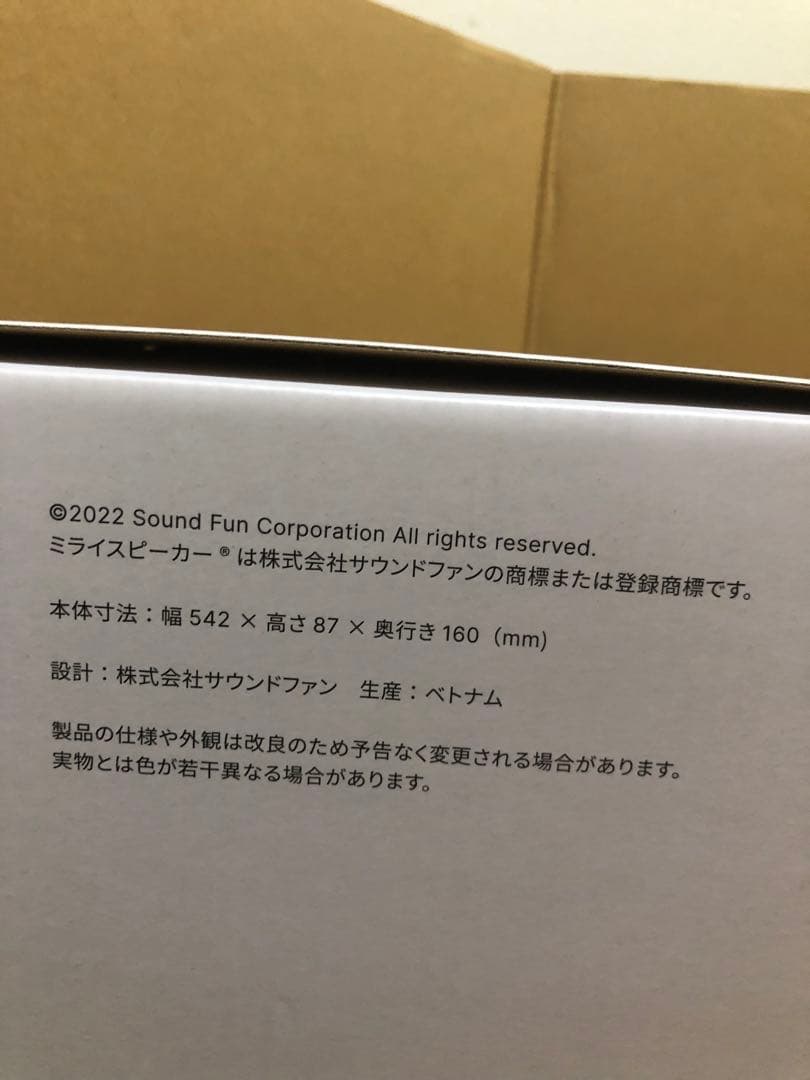 ©2022 Sound Fun Corporation All rights reserved.
ミライスピーカー®は株式会社サウンドファンの商標または登録商標です。
本体寸法：幅 542 × 高さ 87 × 奥行き 160（mm）
設計：株式会社サウンドファン　生産：ベトナム
製品の仕様や外観は改良のため予告なく変更される場合があります。
実物とは色が若干異なる場合があります。